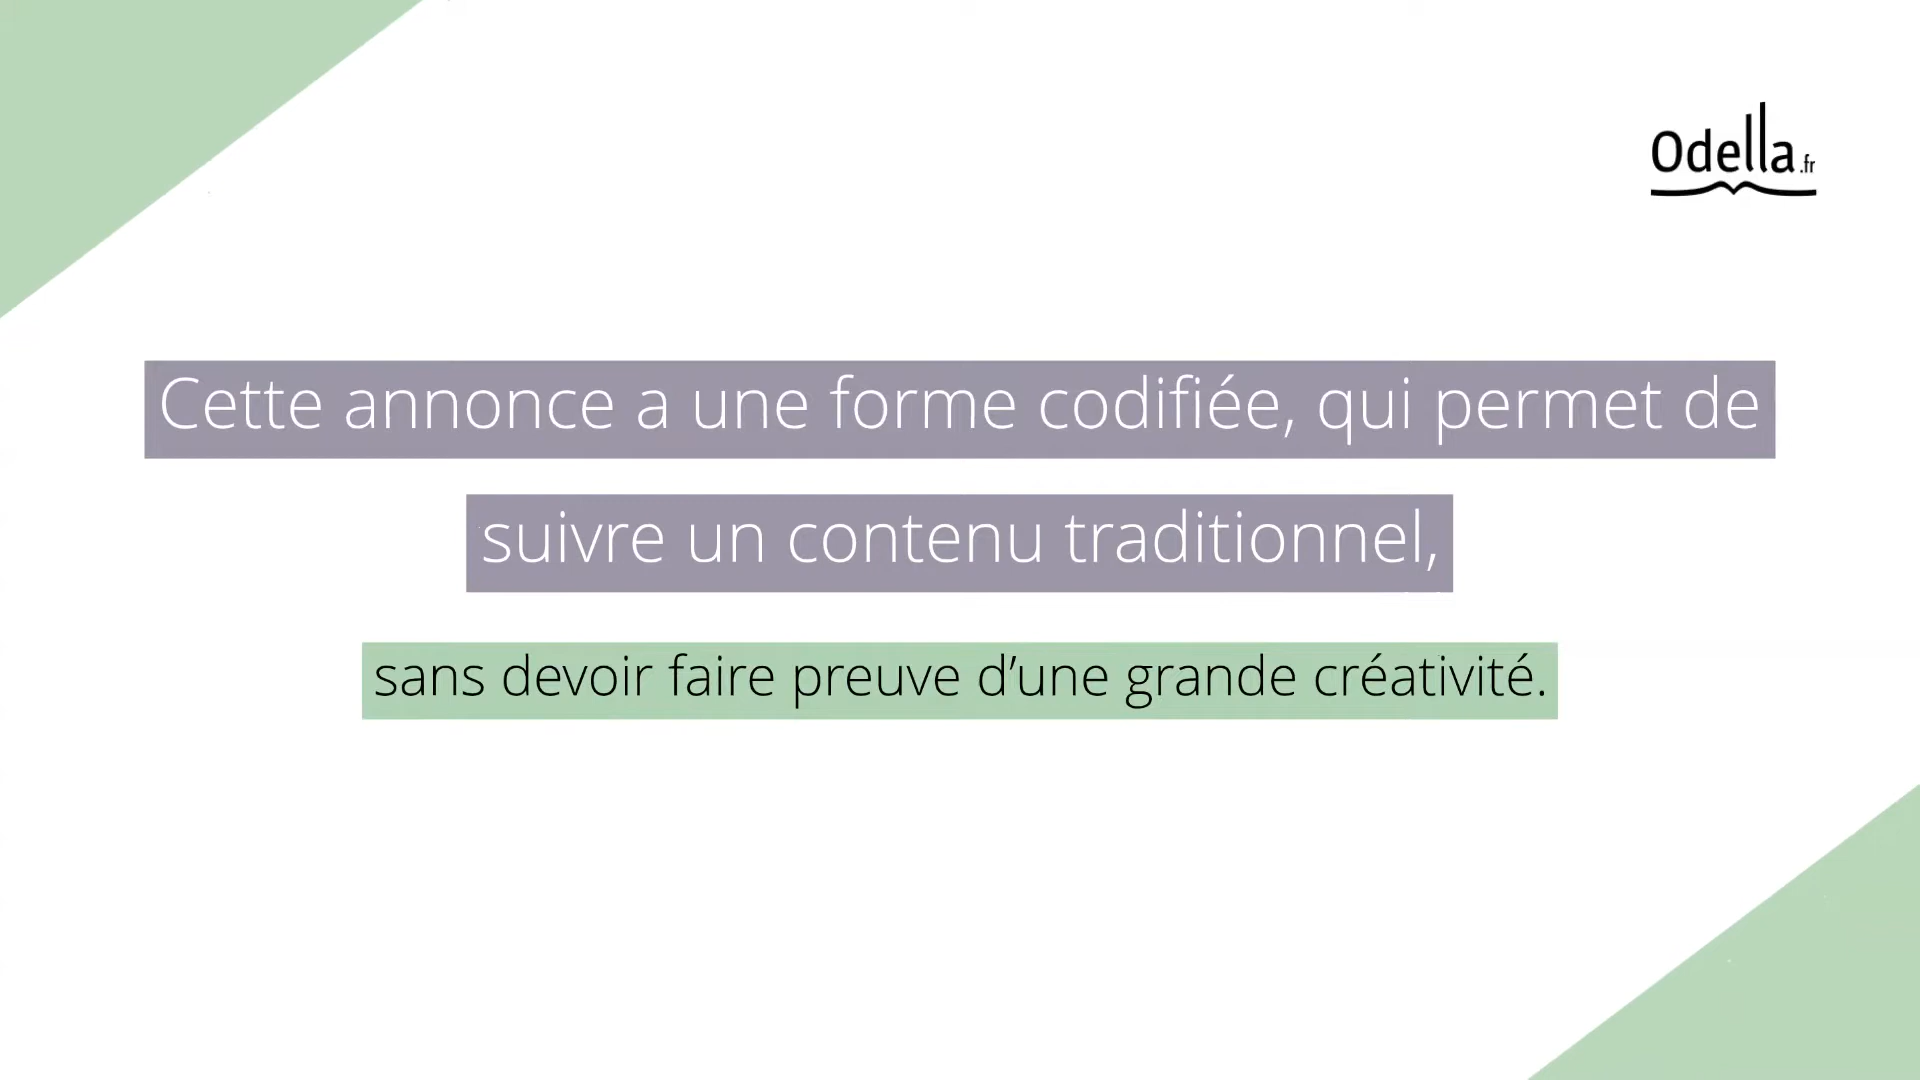 Odella.fr
Cette annonce a une forme codifiée, qui permet de
suivre un contenu traditionnel,
sans devoir faire preuve d’une grande créativité.